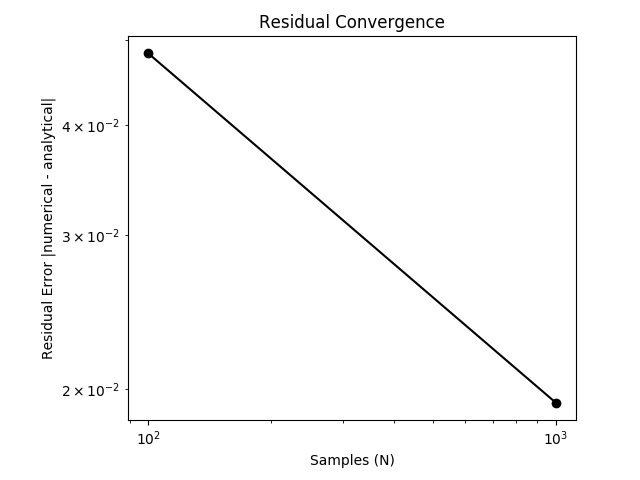 Residual Convergence
Residual Error |numerical - analytical|
4 × 10⁻²
3 × 10⁻²
2 × 10⁻²
10²
10³
Samples (N)